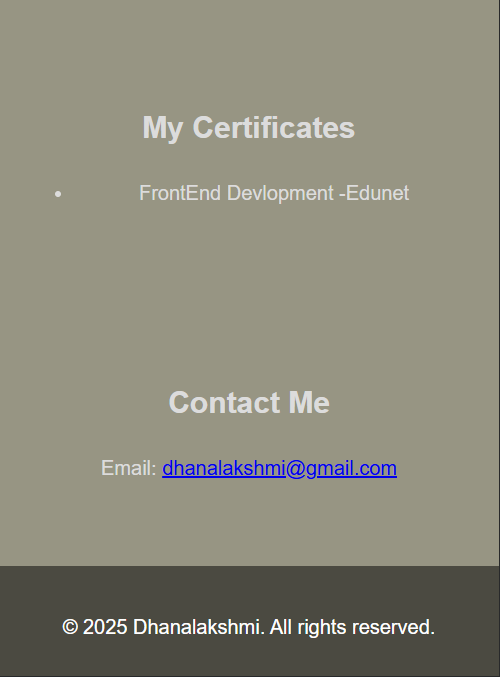 My Certificates
• FrontEnd Devlopment -Edunet
Contact Me
Email: dhanalakshmi@gmail.com
© 2025 Dhanalakshmi. All rights reserved.